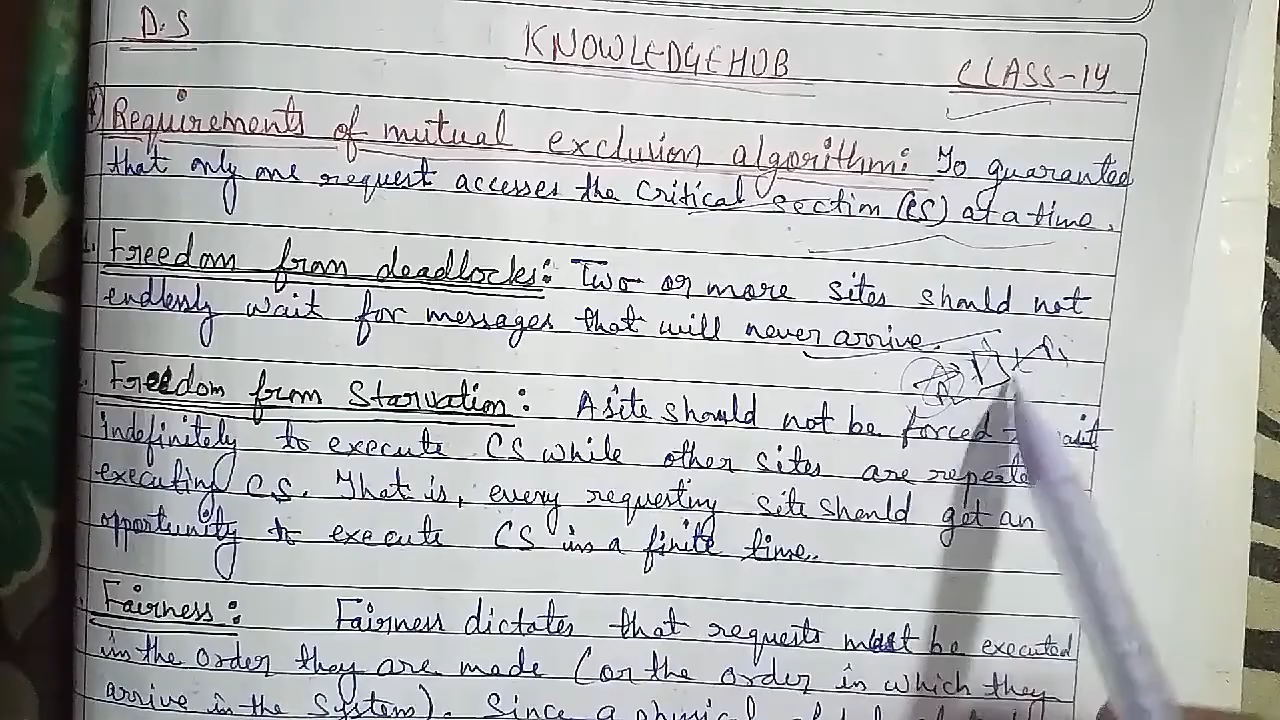 D.S
KNOWLEDGEHUB
CLASS-14
Requirements of mutual exclusion algorithm: To guaranted
that only one request accesses the Critical section (CS) at a time.
Freedom from deadlocks: Two or more sites should not
endlessly wait for messages that will never arrive.
Freedom from Starvation: A site should not be forced
indefinitely to execute CS while other sites are
executing C.S. That is, every requesting site should get an
opportunity to execute CS in a finite time.
Fairness: Fairness dictates that requests must be executed
in the order they are made (or the order in which they
arrive in the System). Since a